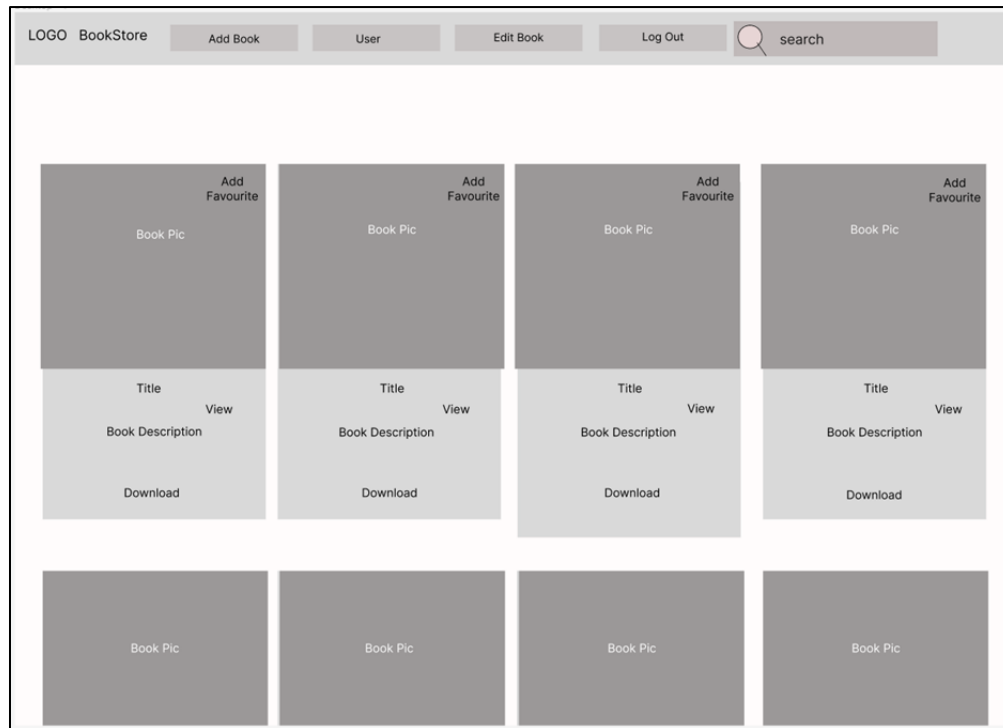 LOGO BookStore Add Book User Edit Book Log Out search
Add Favourite Add Favourite Add Favourite Add Favourite
Book Pic Book Pic Book Pic Book Pic
Title Title Title Title
View View View View
Book Description Book Description Book Description Book Description
Download Download Download Download
Book Pic Book Pic Book Pic Book Pic